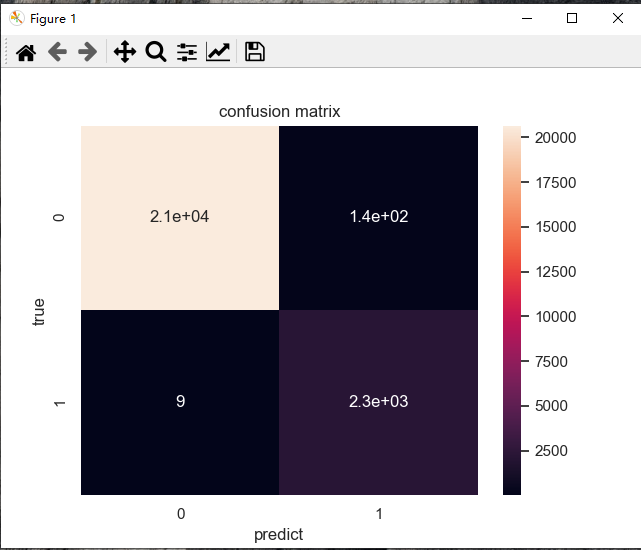 Figure 1
confusion matrix
2.1e+04 1.4e+02
9 2.3e+03
0
1
true
0 1
predict
20000
17500
15000
12500
10000
7500
5000
2500